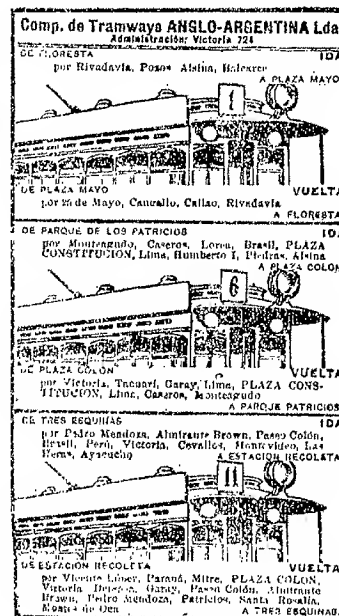 Comp. de Tramways ANGLO-ARGENTINA Lda
Administración: Victoria 724
DE FLORESTA IDA
por Rivadavia, Pozos, Alsina, Balcarce
A PLAZA MAYO
1
DE PLAZA MAYO VUELTA
por 25 de Mayo, Cangallo, Callao, Rivadavia
A FLORESTA
DE PARQUE DE LOS PATRICIOS IDA
por Monteagudo, Caseros, Lorea, Brasil, PLAZA
CONSTITUCION, Lima, Humberto I, Piedras, Alsina
A PLAZA COLON
6
DE PLAZA COLON VUELTA
por Victoria, Tacuarí, Garay, Lima, PLAZA CONS-
TITUCION, Lima, Caseros, Monteagudo
A PARQUE PATRICIOS
DE TRES ESQUINAS IDA
por Pedro Mendoza, Almirante Brown, Paseo Colón,
Brasil, Perú, Victoria, Cevallos, Montevideo, Las
Heras, Ayacucho
A ESTACION RECOLETA
11
DE ESTACION RECOLETA VUELTA
por Vicente López, Paraná, Mitre, PLAZA COLON,
Victoria, Garay, Paseo Colón, Almirante
Brown, Pedro Mendoza, Patricios, Santa Rosalía,
Montes de Oca
A TRES ESQUINAS